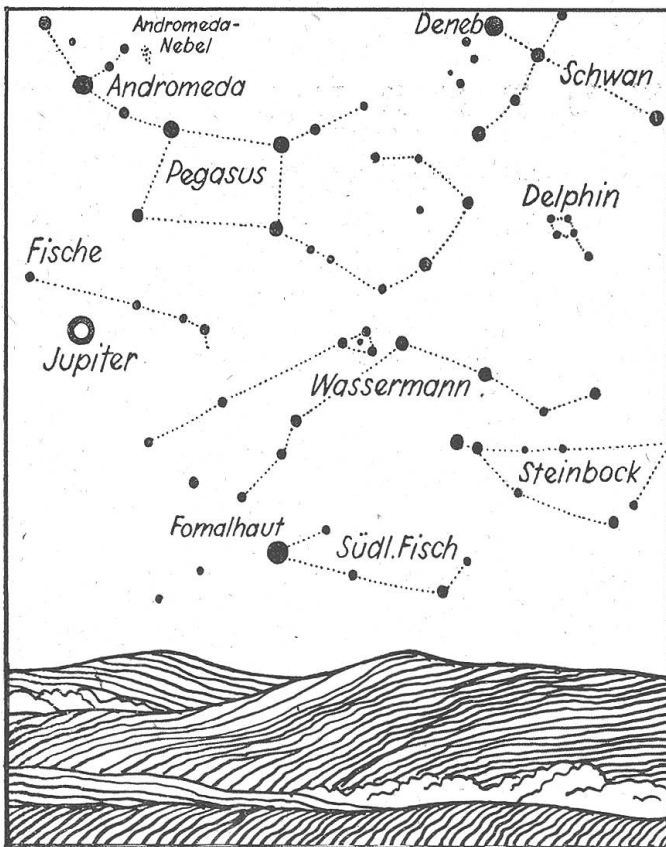 Andromeda-
Nebel
Deneb
Andromeda
Schwan
Pegasus
Delphin
Fische
Jupiter
Wassermann.
Steinbock
Fomalhaut
Südl. Fisch